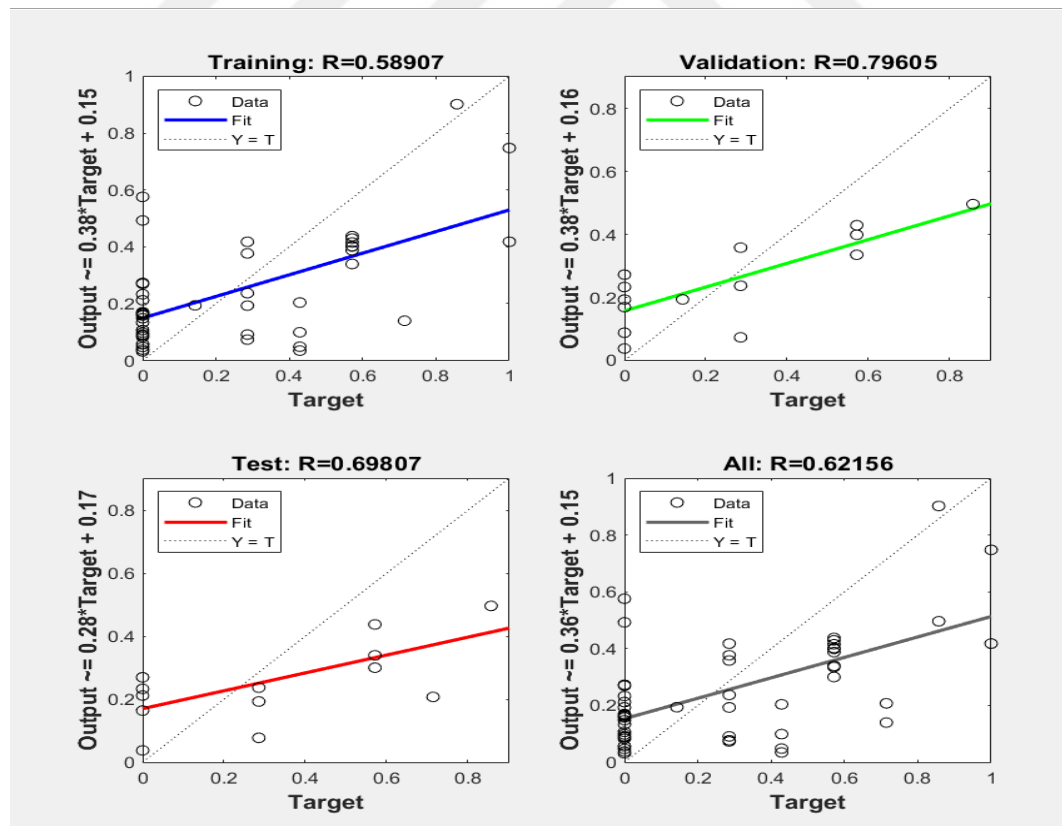 Training: R=0.58907
Output ~= 0.38*Target + 0.15
Data
Fit
Y = T
1
0.8
0.6
0.4
0.2
0
0 0.2 0.4 0.6 0.8 1
Target
Validation: R=0.79605
Output ~= 0.38*Target + 0.16
Data
Fit
Y = T
0.8
0.6
0.4
0.2
0
0 0.2 0.4 0.6 0.8
Target
Test: R=0.69807
Output ~= 0.28*Target + 0.17
Data
Fit
Y = T
0.8
0.6
0.4
0.2
0
0 0.2 0.4 0.6 0.8
Target
All: R=0.62156
Output ~= 0.36*Target + 0.15
Data
Fit
Y = T
1
0.8
0.6
0.4
0.2
0
0 0.2 0.4 0.6 0.8 1
Target